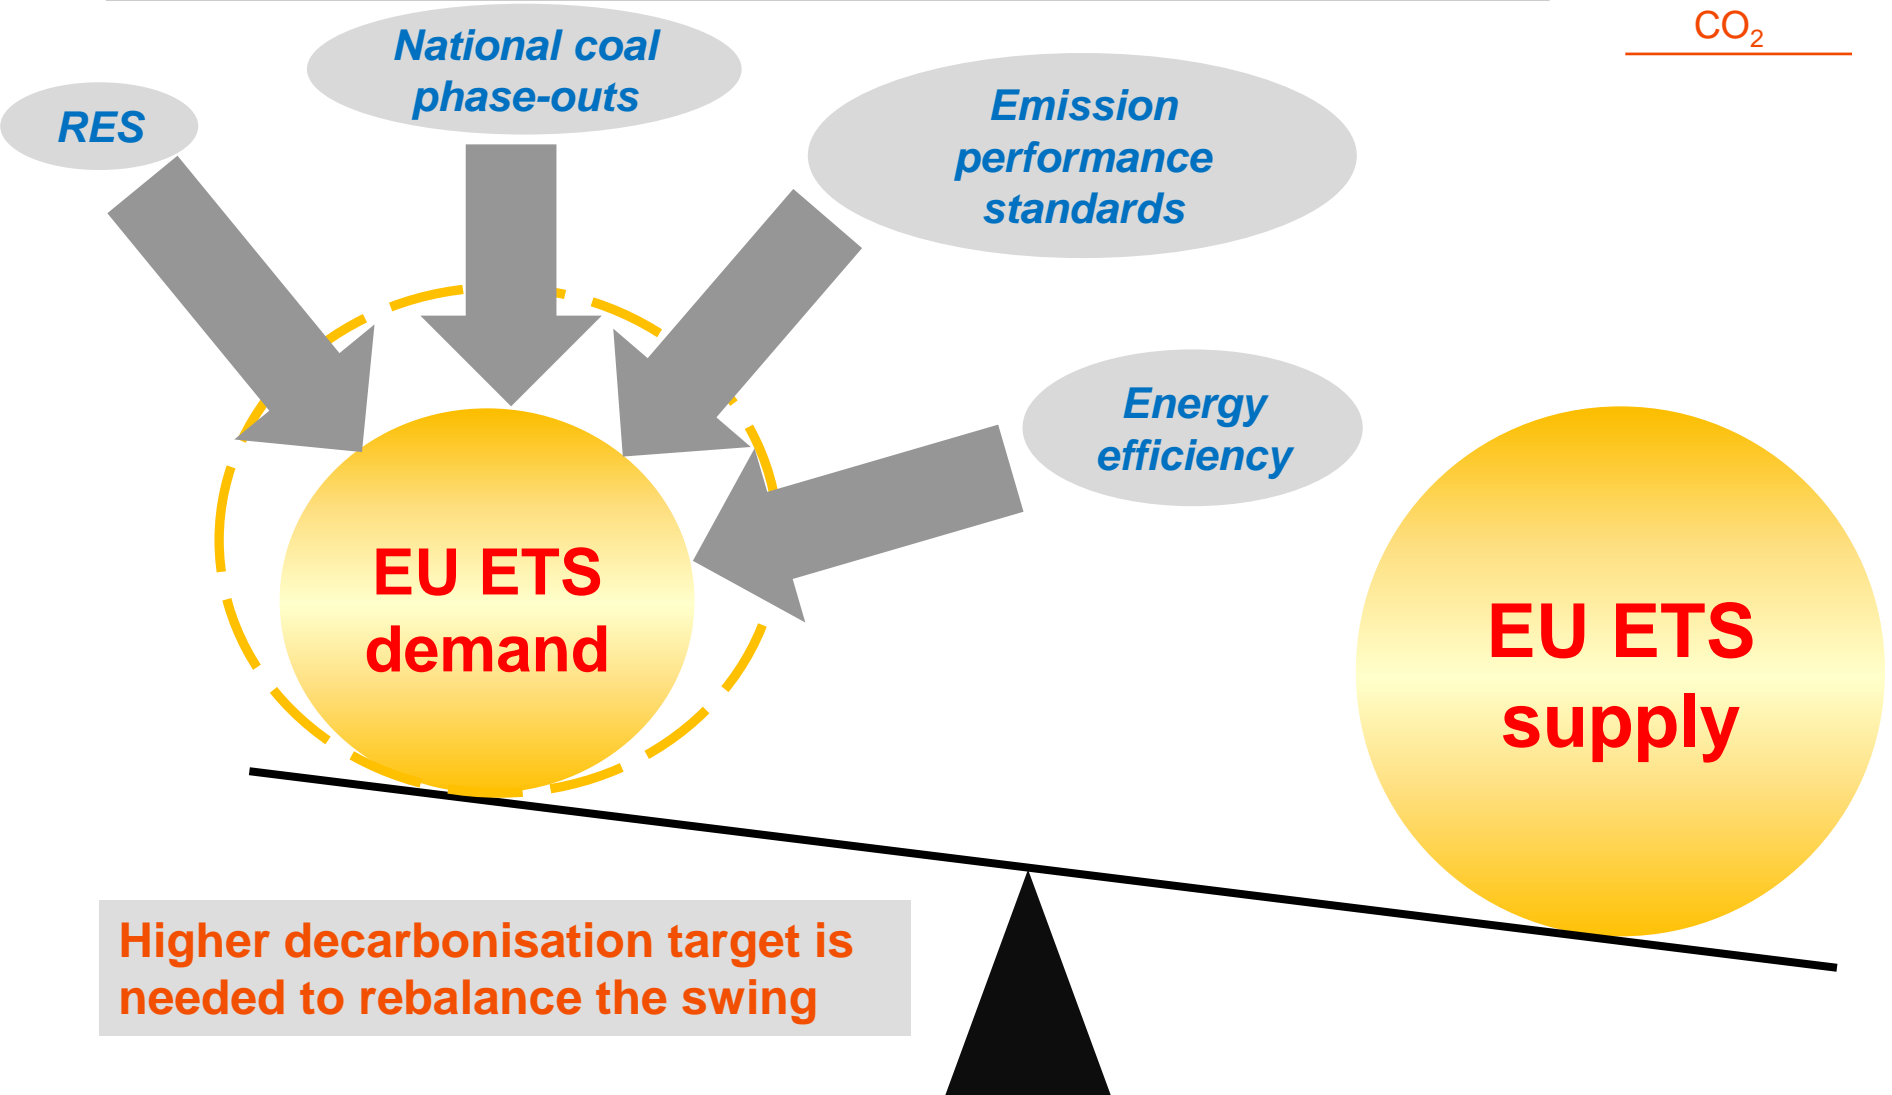 CO₂
National coal
phase-outs
RES
Emission
performance
standards
Energy
efficiency
EU ETS
demand
EU ETS
supply
Higher decarbonisation target is
needed to rebalance the swing